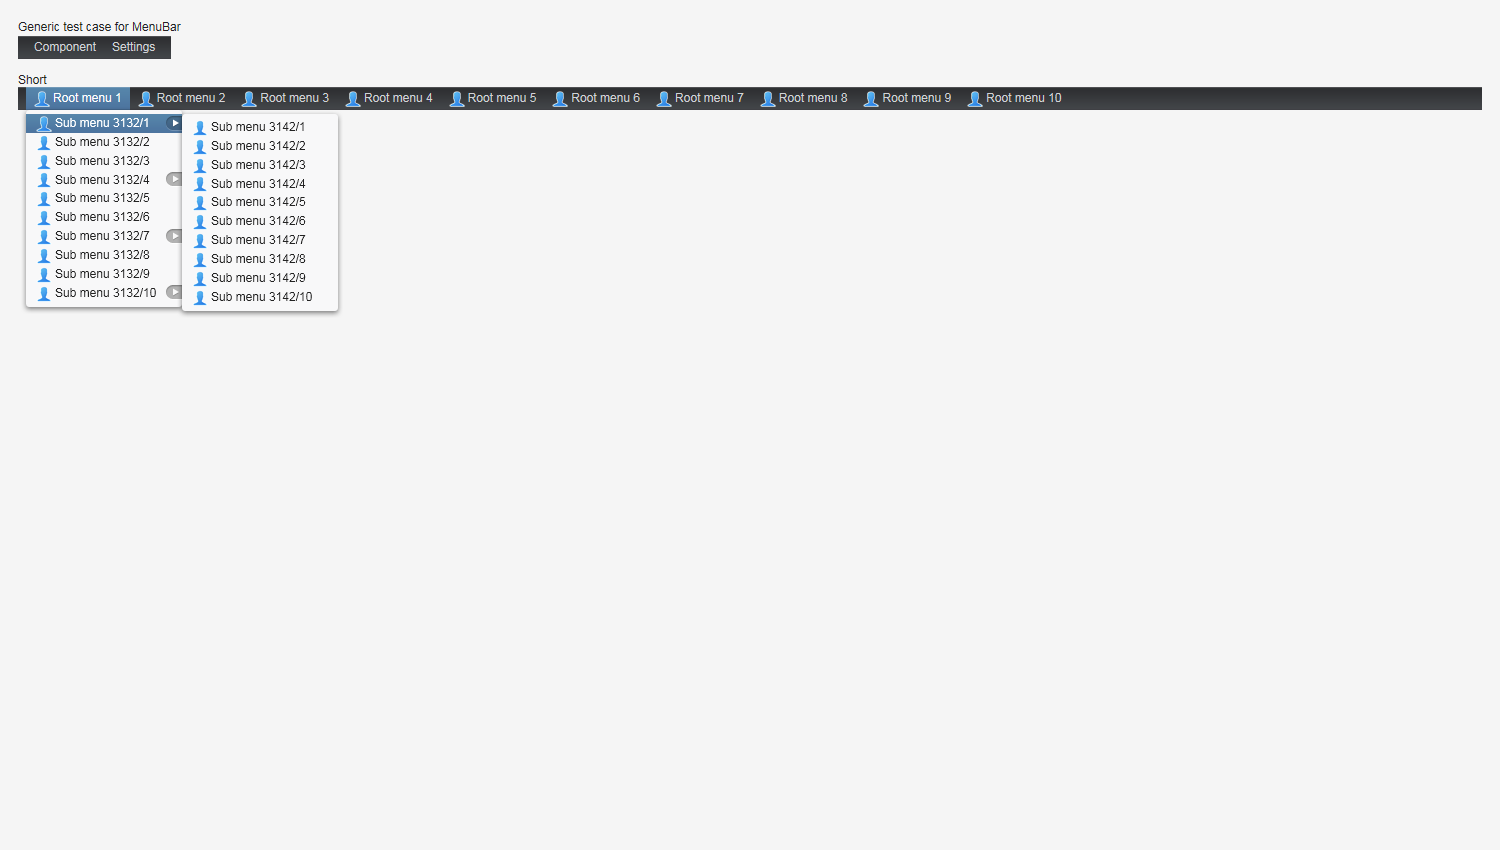 Generic test case for MenuBar
Component Settings
Short
Root menu 1 Root menu 2 Root menu 3 Root menu 4 Root menu 5 Root menu 6 Root menu 7 Root menu 8 Root menu 9 Root menu 10
Sub menu 3132/1
Sub menu 3132/2
Sub menu 3132/3
Sub menu 3132/4
Sub menu 3132/5
Sub menu 3132/6
Sub menu 3132/7
Sub menu 3132/8
Sub menu 3132/9
Sub menu 3132/10
Sub menu 3142/1
Sub menu 3142/2
Sub menu 3142/3
Sub menu 3142/4
Sub menu 3142/5
Sub menu 3142/6
Sub menu 3142/7
Sub menu 3142/8
Sub menu 3142/9
Sub menu 3142/10